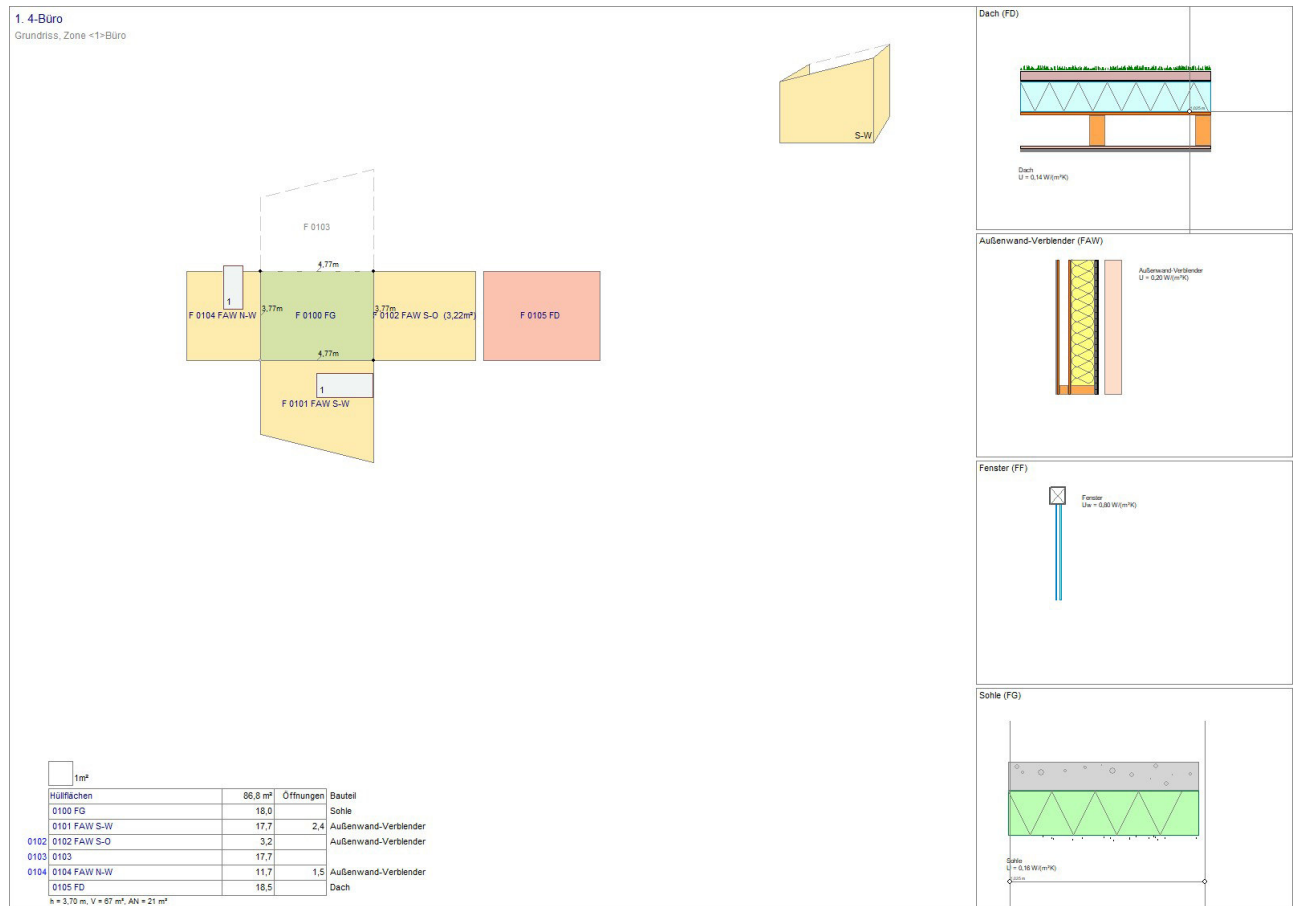 1. 4-Büro
Grundriss, Zone <1>Büro
S-W
F 0103
4,77m
1
3,77m
3,77m
F 0104 FAW N-W
F 0100 FG
F 0102 FAW S-O (3,22m²)
F 0105 FD
4,77m
1
F 0101 FAW S-W
Dach (FD)
Dach
U = 0,14 W/(m²K)
Außenwand-Verblender (FAW)
Außenwand-Verblender
U = 0,20 W/(m²K)
Fenster (FF)
Fenster
Uw = 0,80 W/(m²K)
Sohle (FG)
Sohle
U = 0,16 W/(m²K)
1m²
Hüllflächen 86,8 m² Öffnungen Bauteil
0100 FG 18,0 Sohle
0101 FAW S-W 17,7 2,4 Außenwand-Verblender
0102 0102 FAW S-O 3,2 Außenwand-Verblender
0103 0103 17,7
0104 0104 FAW N-W 11,7 1,5 Außenwand-Verblender
0105 FD 18,5 Dach
h = 3,70 m, V = 67 m³, AN = 21 m²